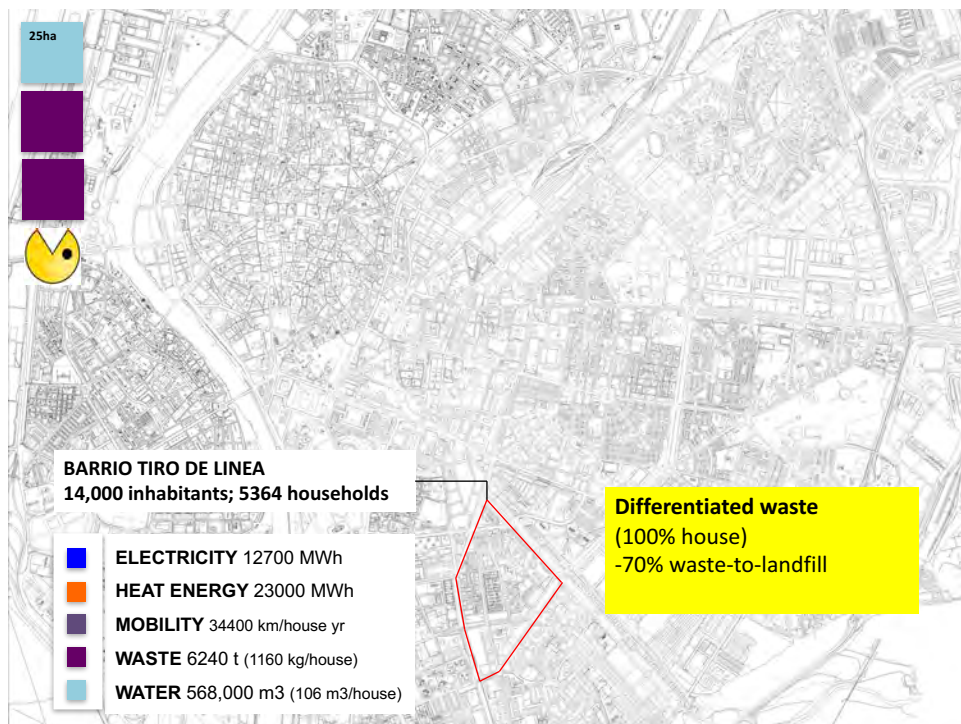 25ha
BARRIO TIRO DE LINEA
14,000 inhabitants; 5364 households
Differentiated waste
(100% house)
-70% waste-to-landfill
ELECTRICITY 12700 MWh
HEAT ENERGY 23000 MWh
MOBILITY 34400 km/house yr
WASTE 6240 t (1160 kg/house)
WATER 568,000 m3 (106 m3/house)